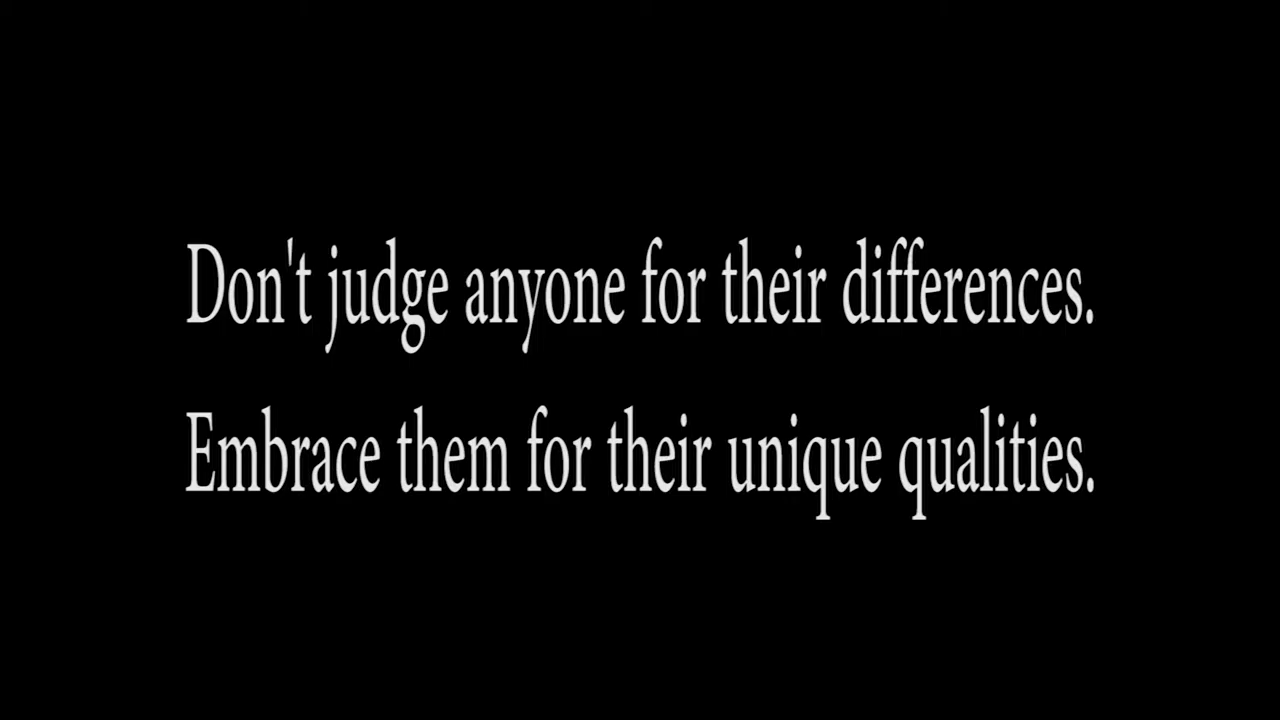 Don't judge anyone for their differences.
Embrace them for their unique qualities.